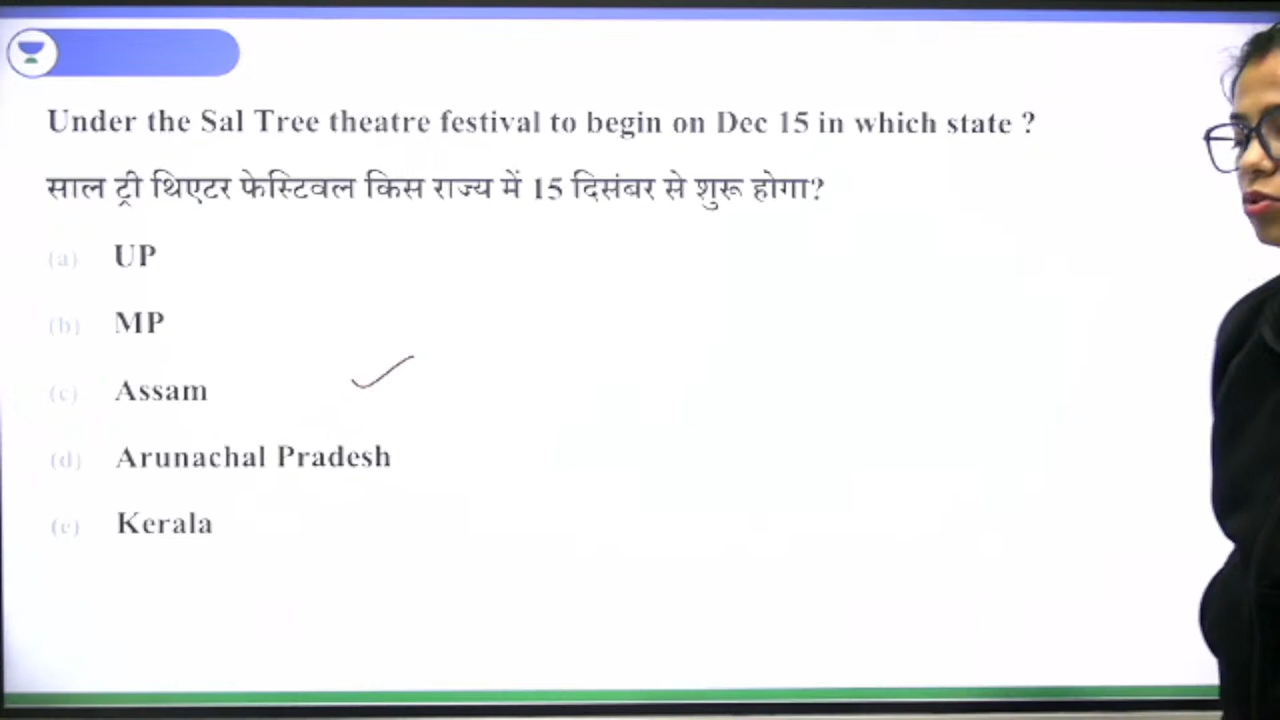 Under the Sal Tree theatre festival to begin on Dec 15 in which state ?
साल ट्री थिएटर फेस्टिवल किस राज्य में 15 दिसंबर से शुरू होगा?
(a) UP
(b) MP
(c) Assam
(d) Arunachal Pradesh
(e) Kerala